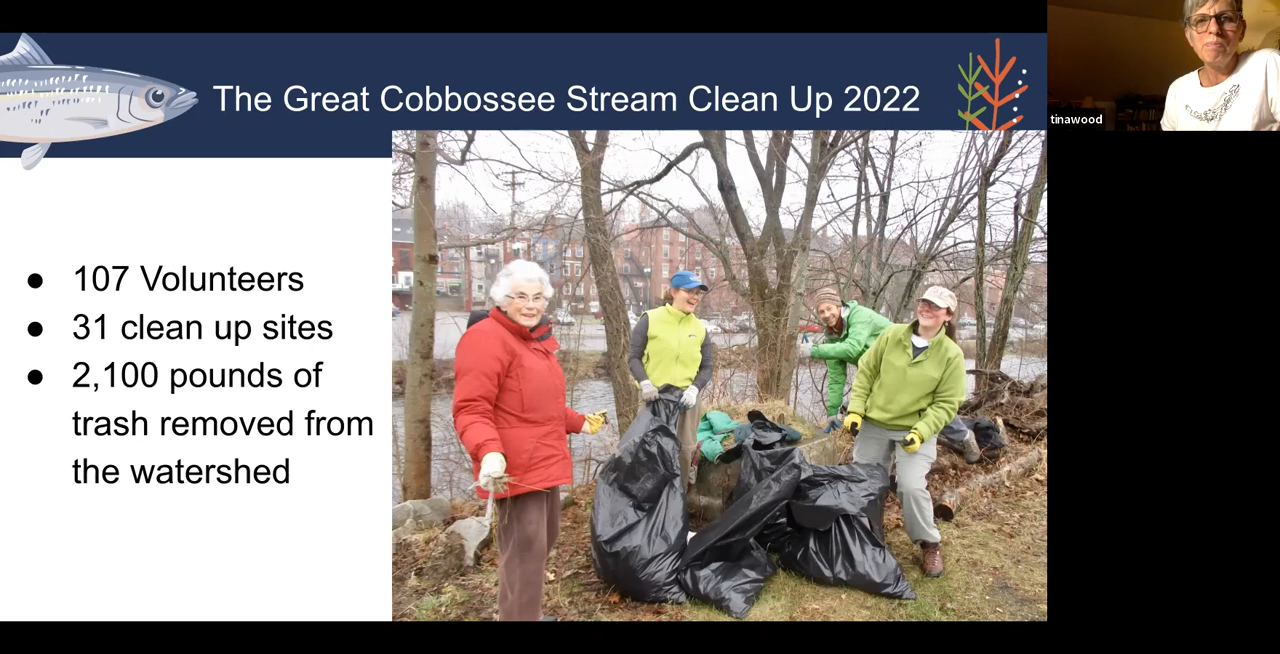 The Great Cobbossee Stream Clean Up 2022
tinawood
● 107 Volunteers
● 31 clean up sites
● 2,100 pounds of
trash removed from
the watershed